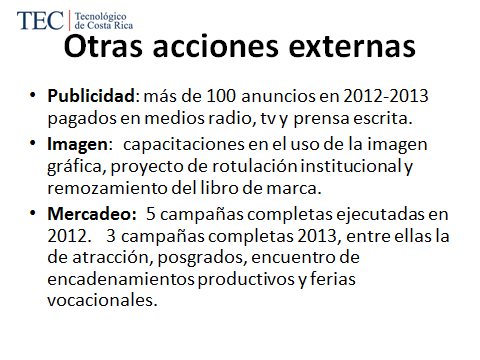 TEC | Tecnológico
de Costa Rica
Otras acciones externas
• Publicidad: más de 100 anuncios en 2012-2013
pagados en medios radio, tv y prensa escrita.
• Imagen:  capacitaciones en el uso de la imagen
gráfica, proyecto de rotulación institucional y
remozamiento del libro de marca.
• Mercadeo:  5 campañas completas ejecutadas en
2012.   3 campañas completas 2013, entre ellas la
de atracción, posgrados, encuentro de
encadenamientos productivos y ferias
vocacionales.